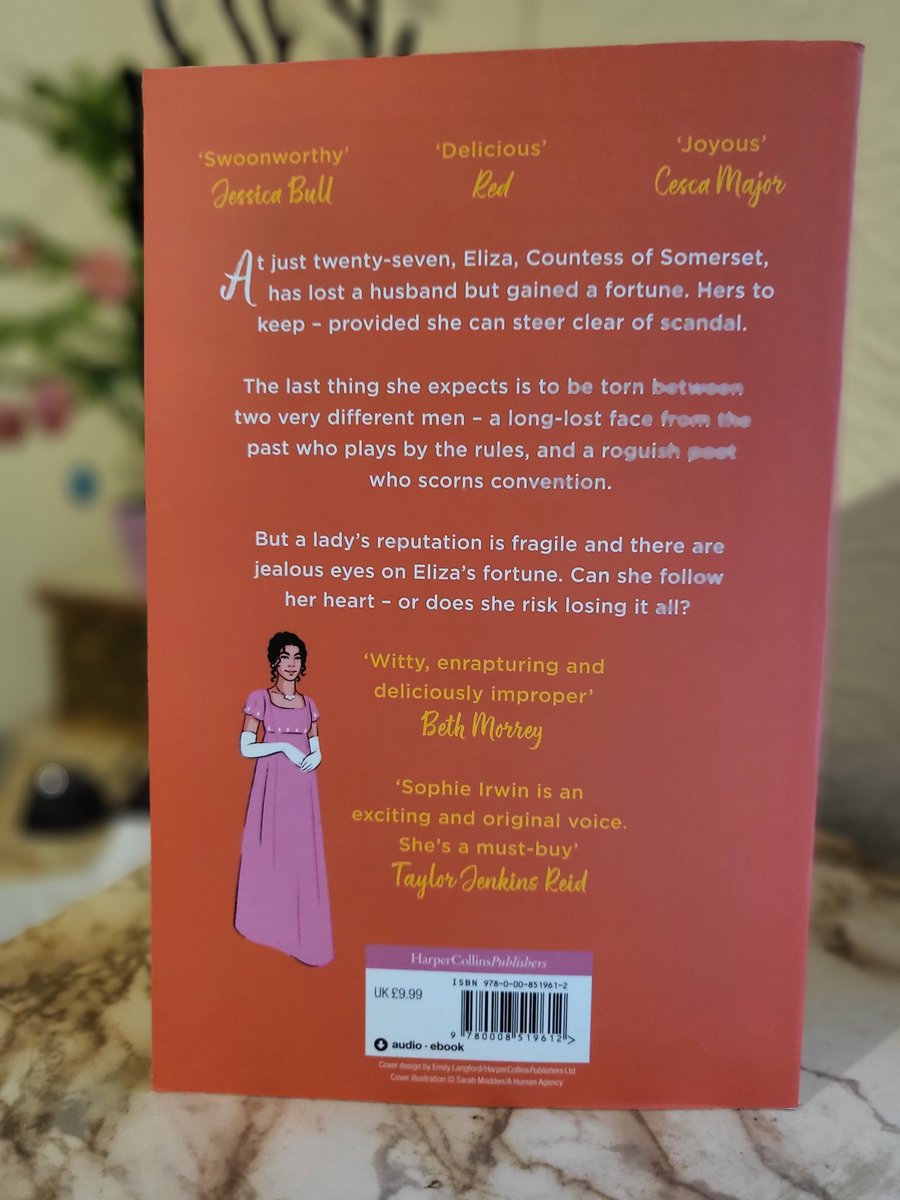 'Swoonworthy'
Jessica Bull
'Delicious'
Red
'Joyous'
Cesca Major
At just twenty-seven, Eliza, Countess of Somerset,
has lost a husband but gained a fortune. Hers to
keep – provided she can steer clear of scandal.
The last thing she expects is to be torn between
two very different men – a long-lost face from the
past who plays by the rules, and a roguish poet
who scorns convention.
But a lady's reputation is fragile and there are
jealous eyes on Eliza's fortune. Can she follow
her heart – or does she risk losing it all?
'Witty, enrapturing and
deliciously improper'
Beth Morrey
'Sophie Irwin is an
exciting and original voice.
She's a must-buy'
Taylor Jenkins Reid
HarperCollinsPublishers
UK £9.99
ISBN 978-0-00-851961-2
9 780008 519612 >
audio · ebook
Cover design by Emily Langford/HarperCollinsPublishers Ltd
Cover illustration © Sarah Madden/A Human Agency